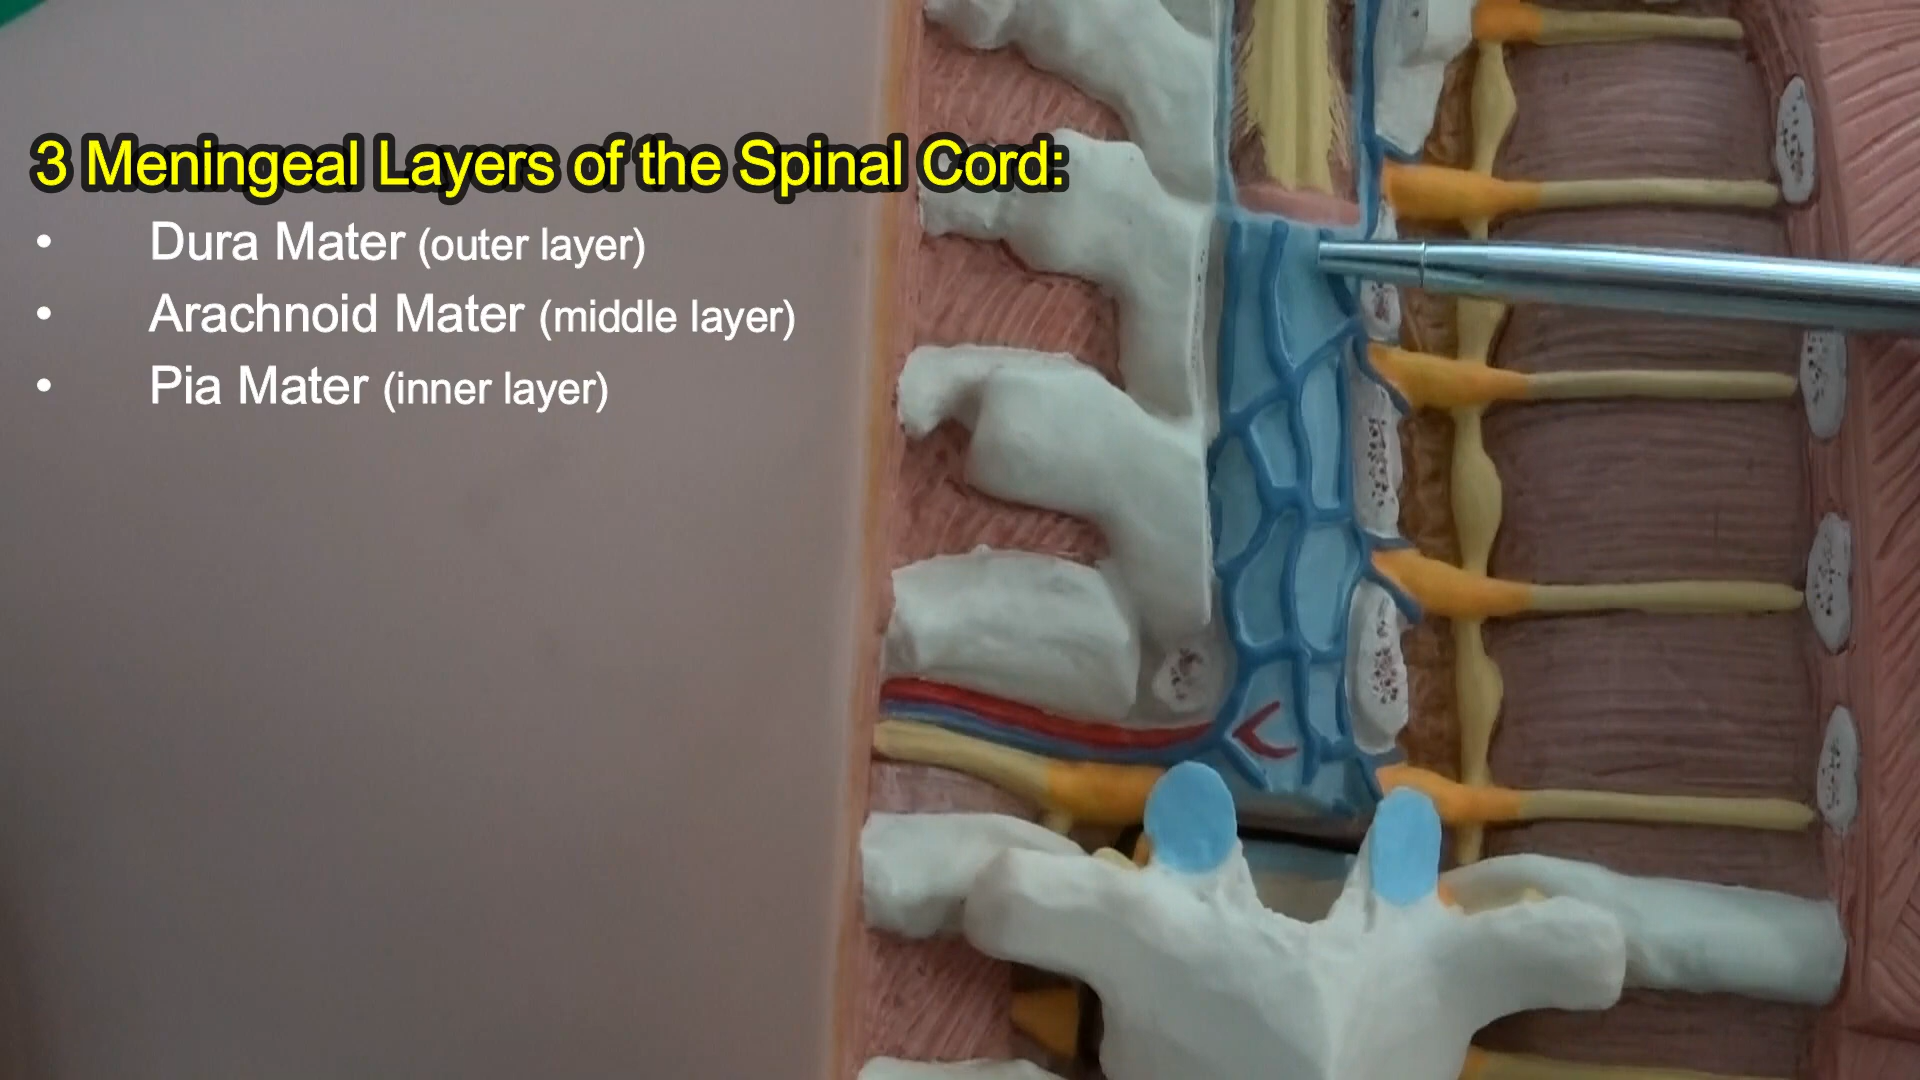 3 Meningeal Layers of the Spinal Cord:
• Dura Mater (outer layer)
• Arachnoid Mater (middle layer)
• Pia Mater (inner layer)